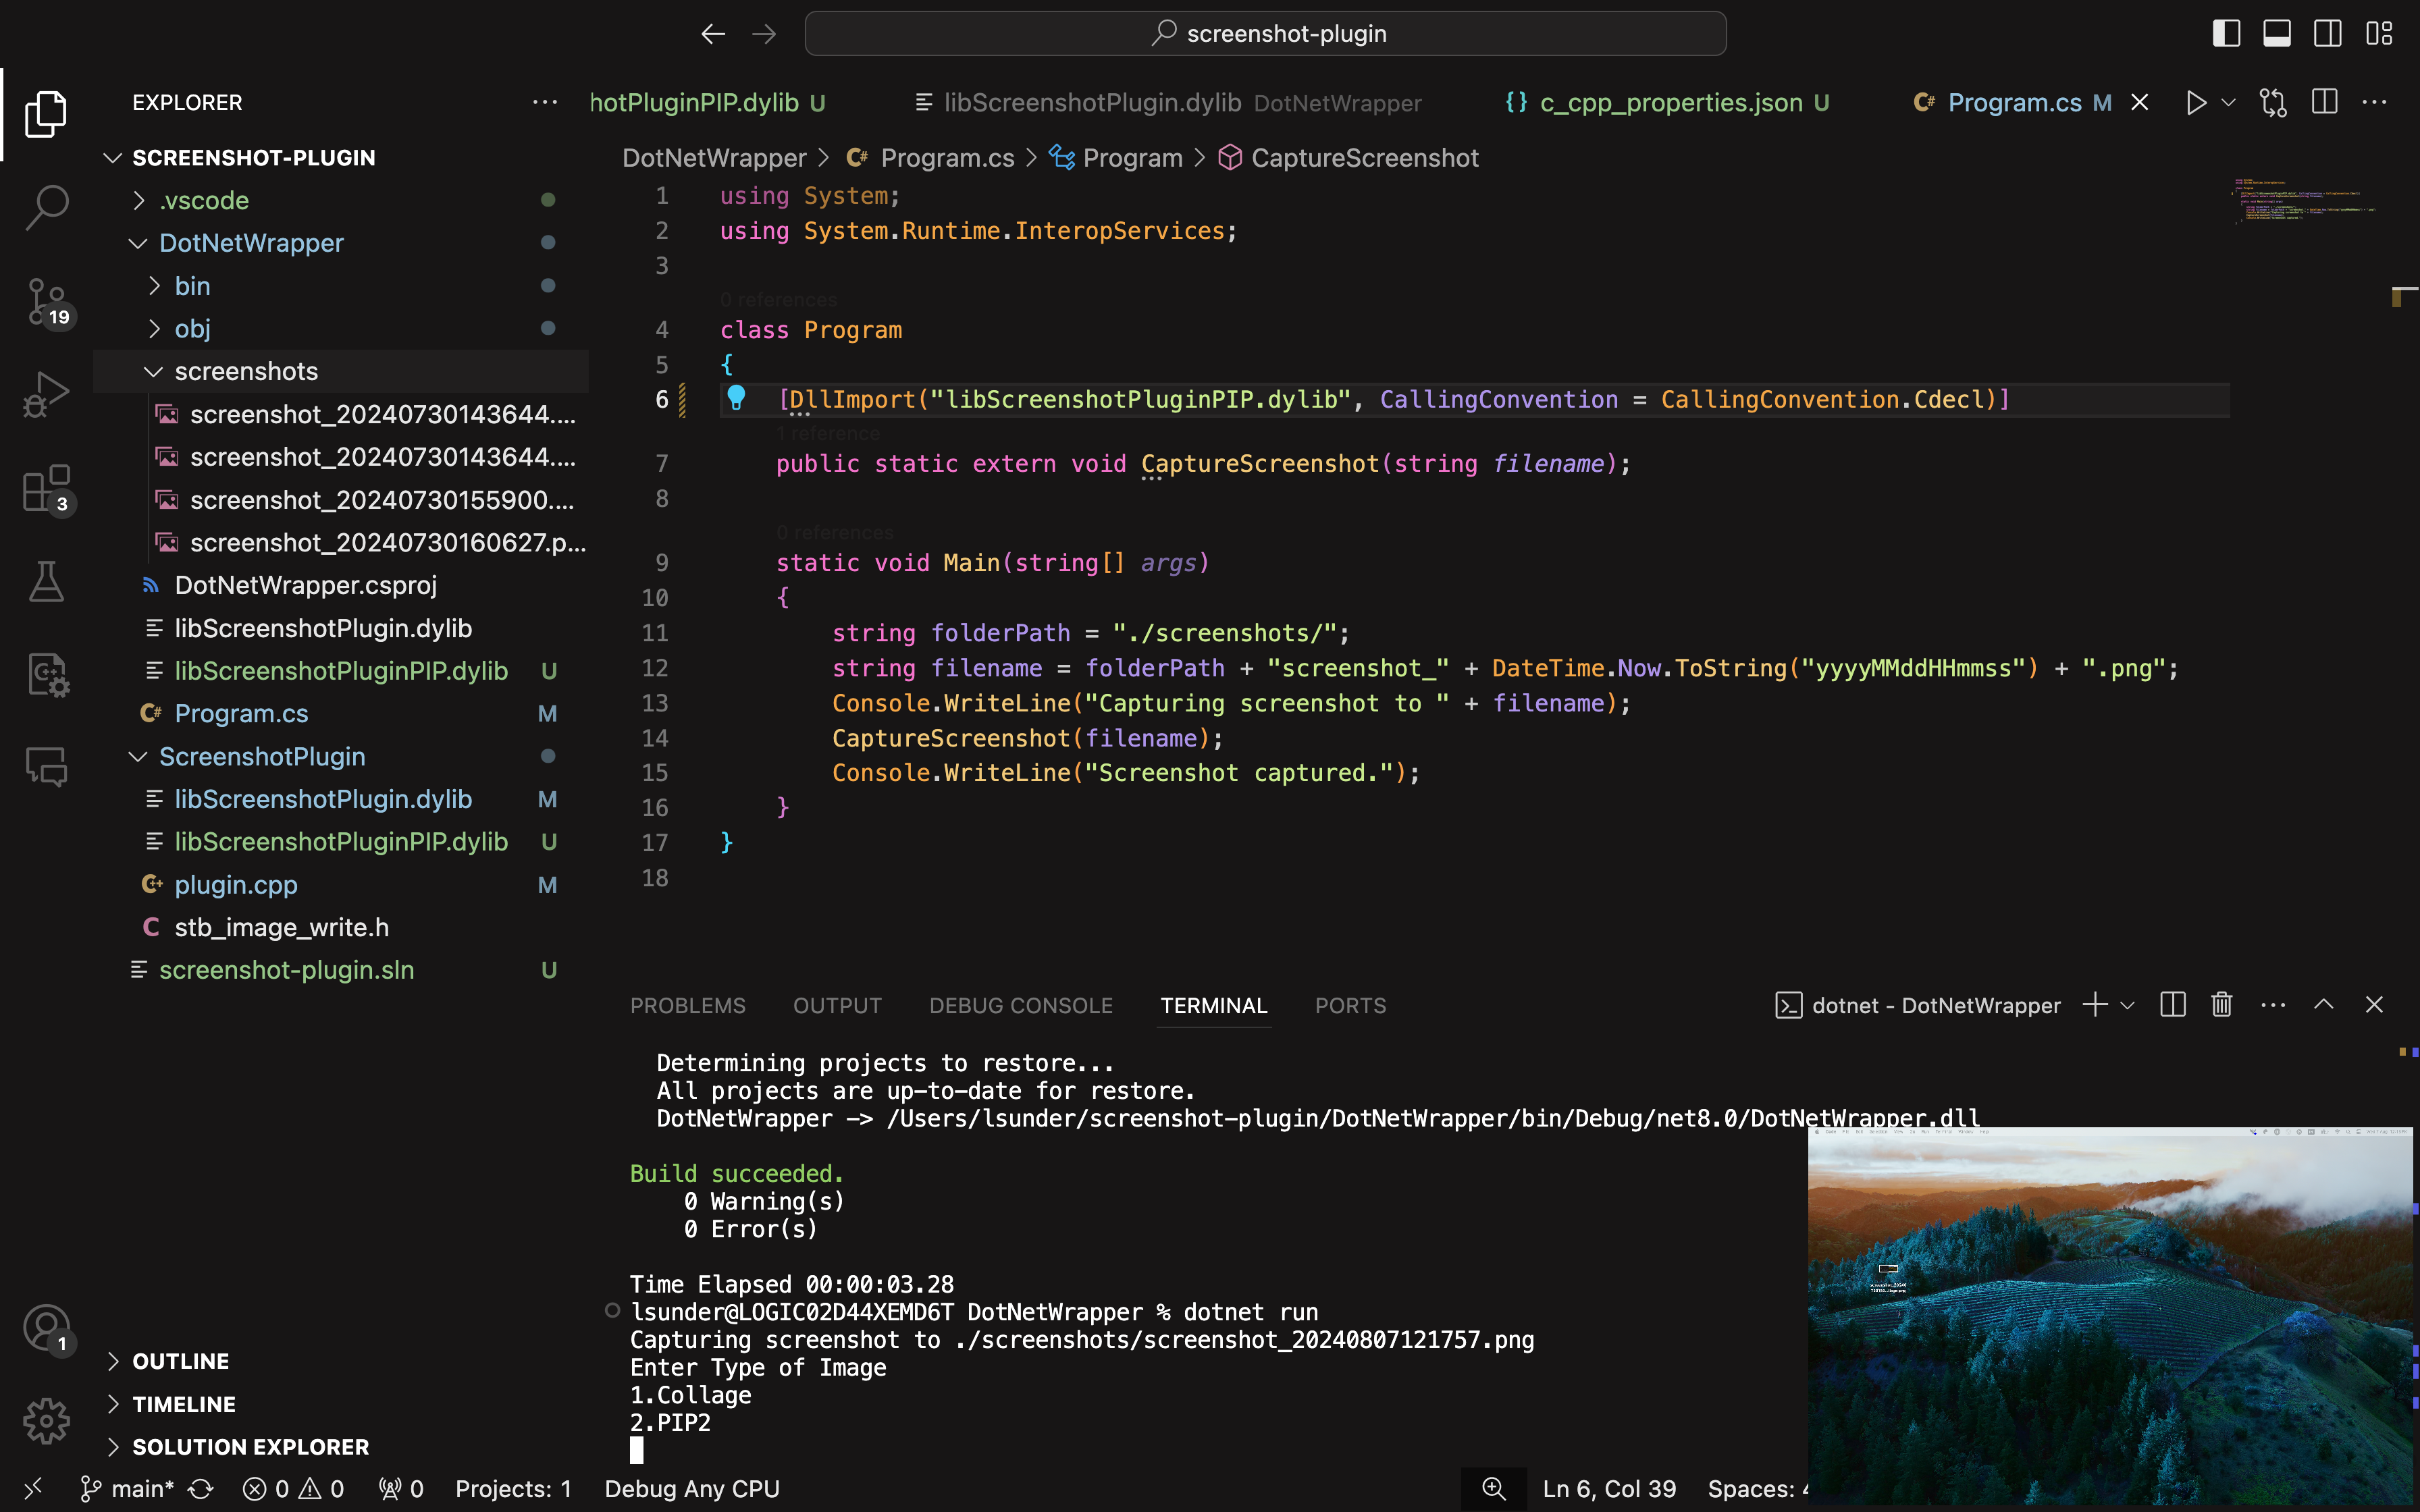 screenshot-plugin
EXPLORER
hotPluginPIP.dylib U
libScreenshotPlugin.dylib DotNetWrapper
{} c_cpp_properties.json U
C# Program.cs M
SCREENSHOT-PLUGIN
DotNetWrapper > C# Program.cs > Program > CaptureScreenshot
.vscode
DotNetWrapper
bin
obj
screenshots
screenshot_20240730143644....
screenshot_20240730143644....
screenshot_20240730155900....
screenshot_20240730160627.p...
DotNetWrapper.csproj
libScreenshotPlugin.dylib
libScreenshotPluginPIP.dylib U
C# Program.cs M
ScreenshotPlugin
libScreenshotPlugin.dylib M
libScreenshotPluginPIP.dylib U
C+ plugin.cpp M
C stb_image_write.h
screenshot-plugin.sln U
19
3
1
OUTLINE
TIMELINE
SOLUTION EXPLORER
1 using System;
2 using System.Runtime.InteropServices;
3
0 references
4 class Program
5 {
6 [DllImport("libScreenshotPluginPIP.dylib", CallingConvention = CallingConvention.Cdecl)]
1 reference
7 public static extern void CaptureScreenshot(string filename);
8
0 references
9 static void Main(string[] args)
10 {
11 string folderPath = "./screenshots/";
12 string filename = folderPath + "screenshot_" + DateTime.Now.ToString("yyyyMMddHHmmss") + ".png";
13 Console.WriteLine("Capturing screenshot to " + filename);
14 CaptureScreenshot(filename);
15 Console.WriteLine("Screenshot captured.");
16 }
17 }
18
PROBLEMS OUTPUT DEBUG CONSOLE TERMINAL PORTS
dotnet - DotNetWrapper
Determining projects to restore...
All projects are up-to-date for restore.
DotNetWrapper -> /Users/lsunder/screenshot-plugin/DotNetWrapper/bin/Debug/net8.0/DotNetWrapper.dll
Build succeeded.
0 Warning(s)
0 Error(s)
Time Elapsed 00:00:03.28
lsunder@LOGIC02D44XEMD6T DotNetWrapper % dotnet run
Capturing screenshot to ./screenshots/screenshot_20240807121757.png
Enter Type of Image
1.Collage
2.PIP2
main* 0 0 0 Projects: 1 Debug Any CPU
Ln 6, Col 39 Spaces: 4